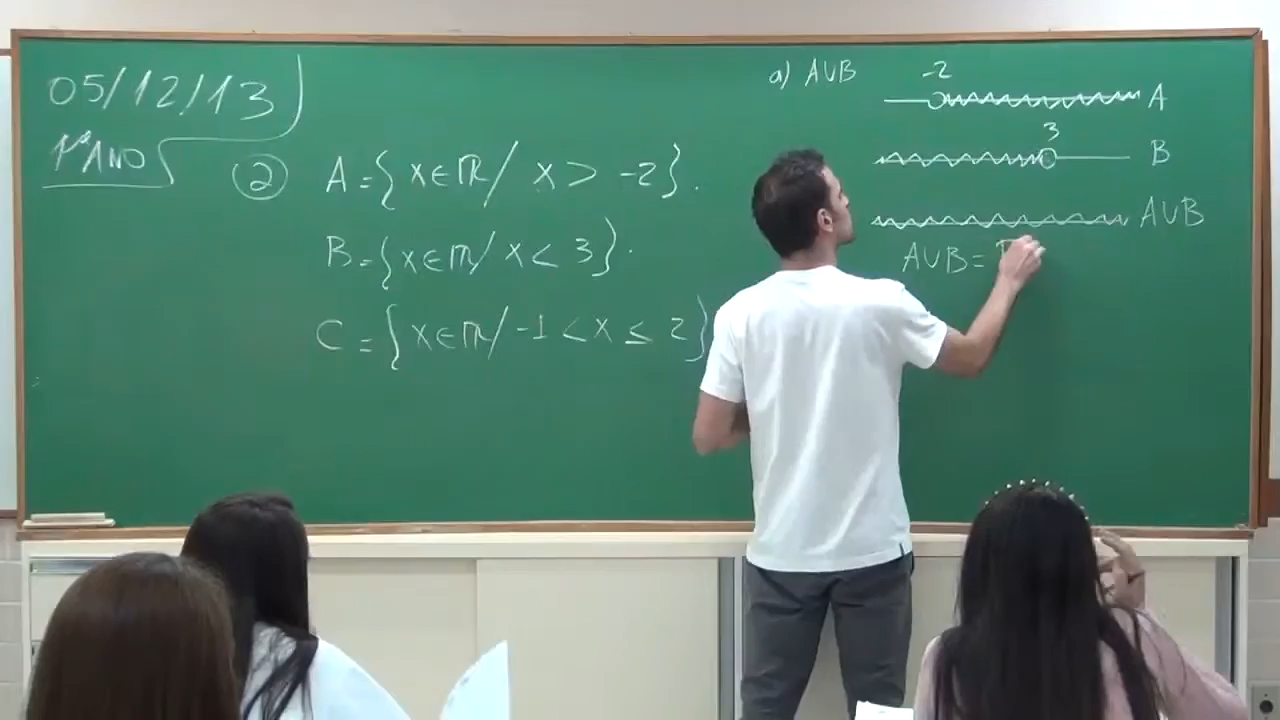 05/12/13
1º ANO
2 A={x∈ℝ/ x > -2}.
B={x∈ℝ/ x < 3}.
C={x∈ℝ/ -1 < x ≤ 2}
a) A∪B
-2
A
3
B
A∪B
A∪B=